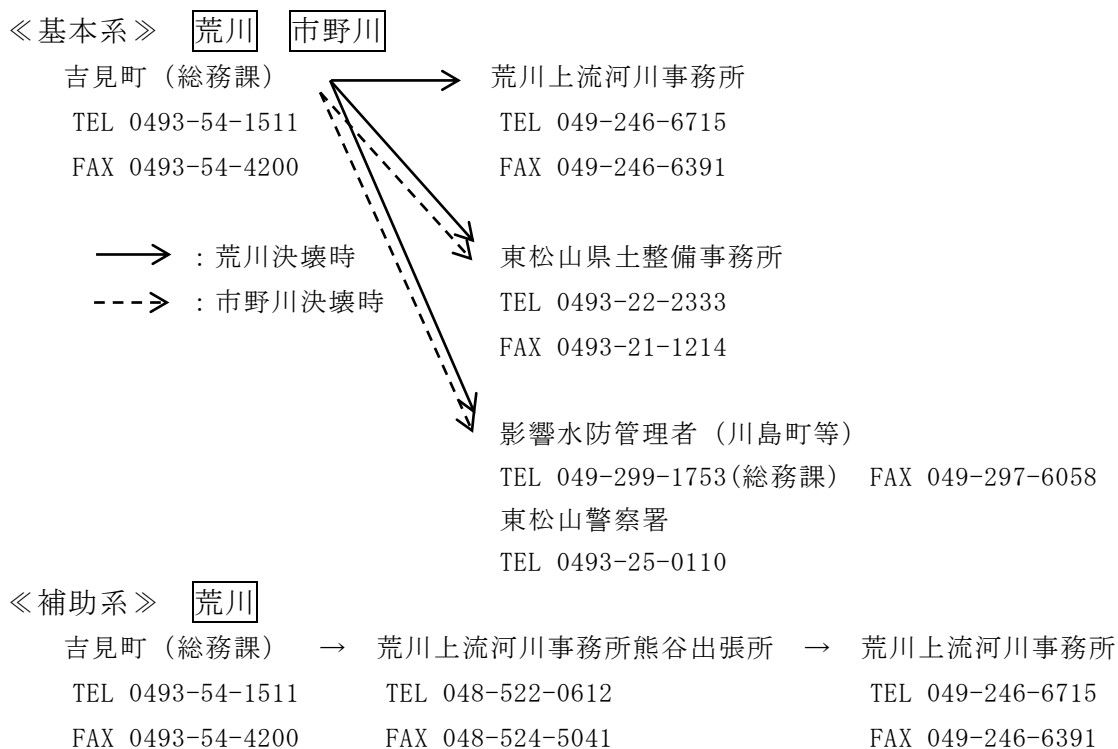 ≪基本系≫ 荒川 市野川
吉見町（総務課） 荒川上流河川事務所
TEL 0493-54-1511 TEL 049-246-6715
FAX 0493-54-4200 FAX 049-246-6391
：荒川決壊時 東松山県土整備事務所
：市野川決壊時 TEL 0493-22-2333
FAX 0493-21-1214
影響水防管理者（川島町等）
TEL 049-299-1753(総務課） FAX 049-297-6058
東松山警察署
TEL 0493-25-0110
≪補助系≫ 荒川
吉見町（総務課） → 荒川上流河川事務所熊谷出張所 → 荒川上流河川事務所
TEL 0493-54-1511 TEL 048-522-0612 TEL 049-246-6715
FAX 0493-54-4200 FAX 048-524-5041 FAX 049-246-6391